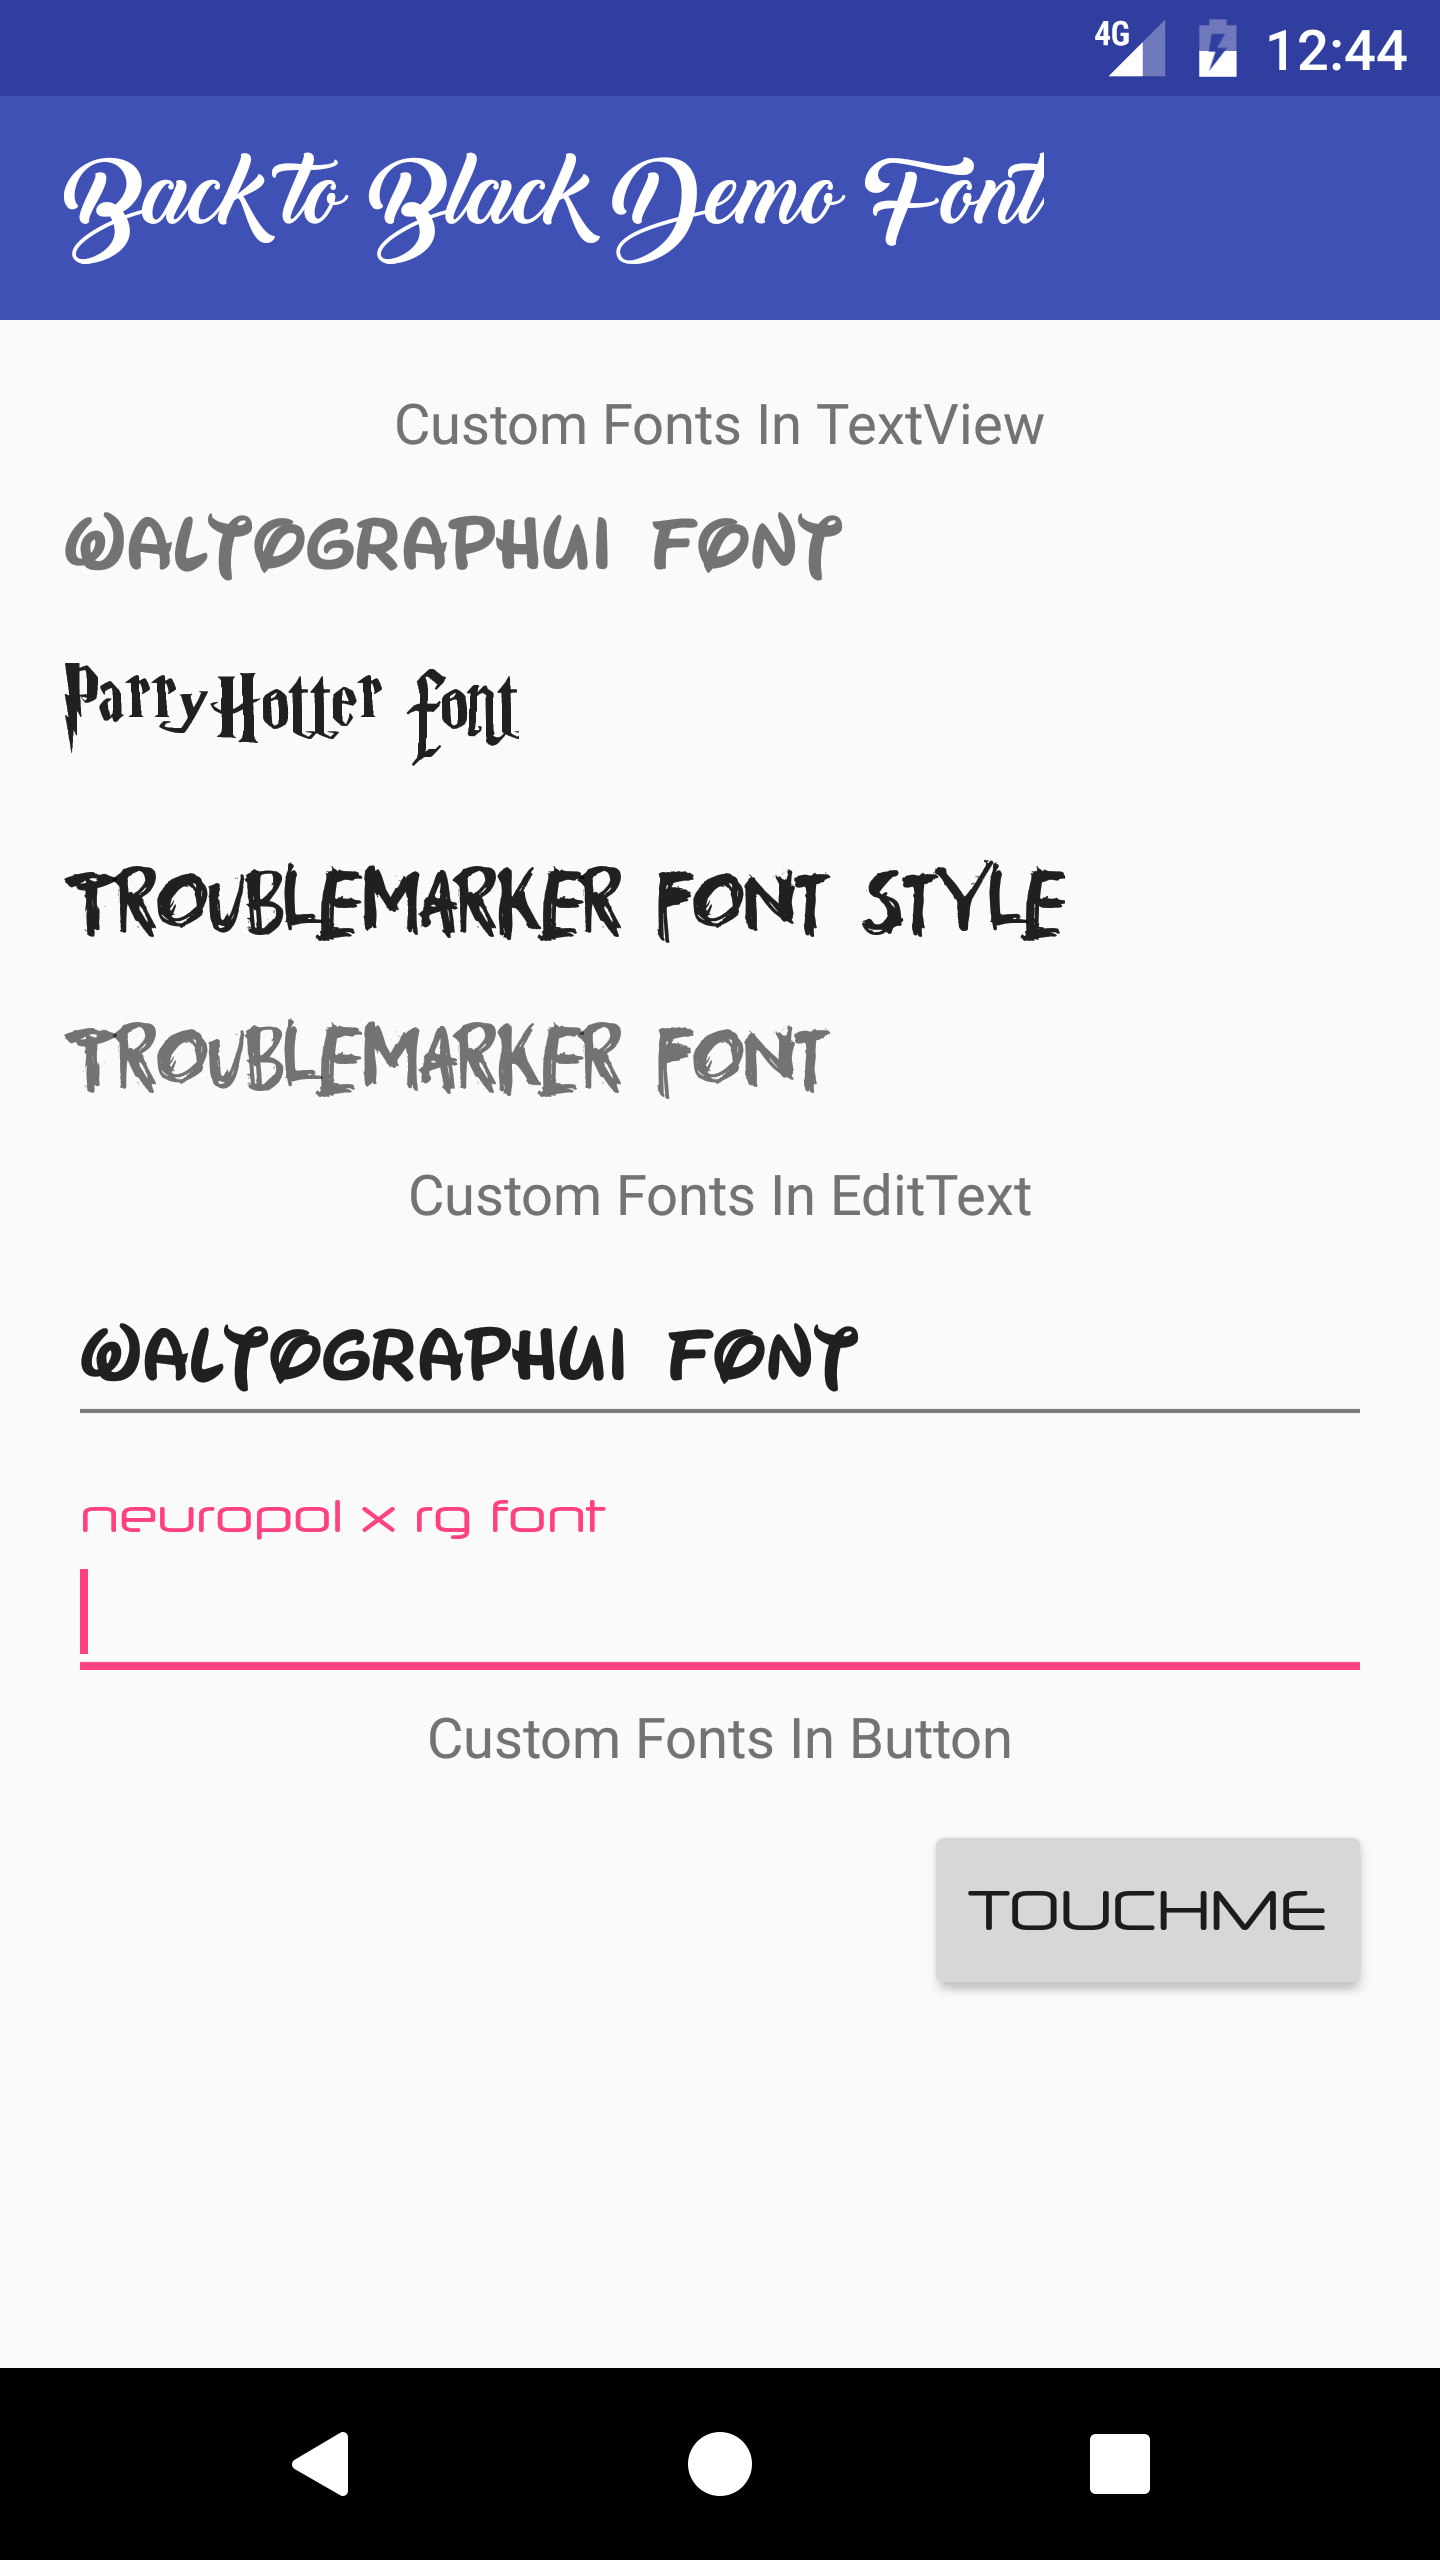 4G 12:44
Back to Black Demo Font
Custom Fonts In TextView
WALTOGRAPHUI FONT
ParryHotter Font
TROUBLEMARKER FONT STYLE
TROUBLEMARKER FONT
Custom Fonts In EditText
WALTOGRAPHUI FONT
neuropol x rg font
Custom Fonts In Button
TOUCHME